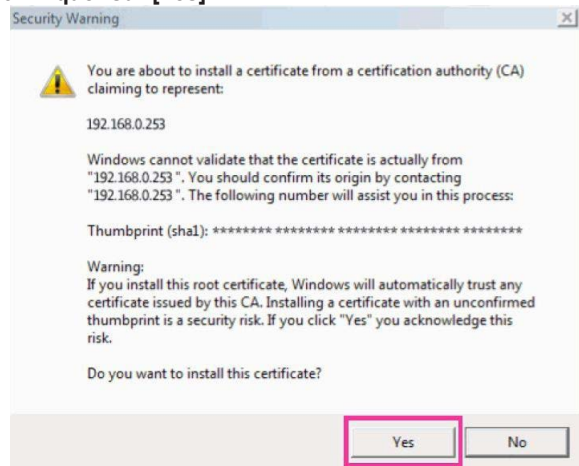 Security Warning
You are about to install a certificate from a certification authority (CA)
claiming to represent:
192.168.0.253
Windows cannot validate that the certificate is actually from
"192.168.0.253 ". You should confirm its origin by contacting
"192.168.0.253 ". The following number will assist you in this process:
Thumbprint (sha1): ******** ******** ******** ******** ********
Warning:
If you install this root certificate, Windows will automatically trust any
certificate issued by this CA. Installing a certificate with an unconfirmed
thumbprint is a security risk. If you click "Yes" you acknowledge this
risk.
Do you want to install this certificate?
Yes No